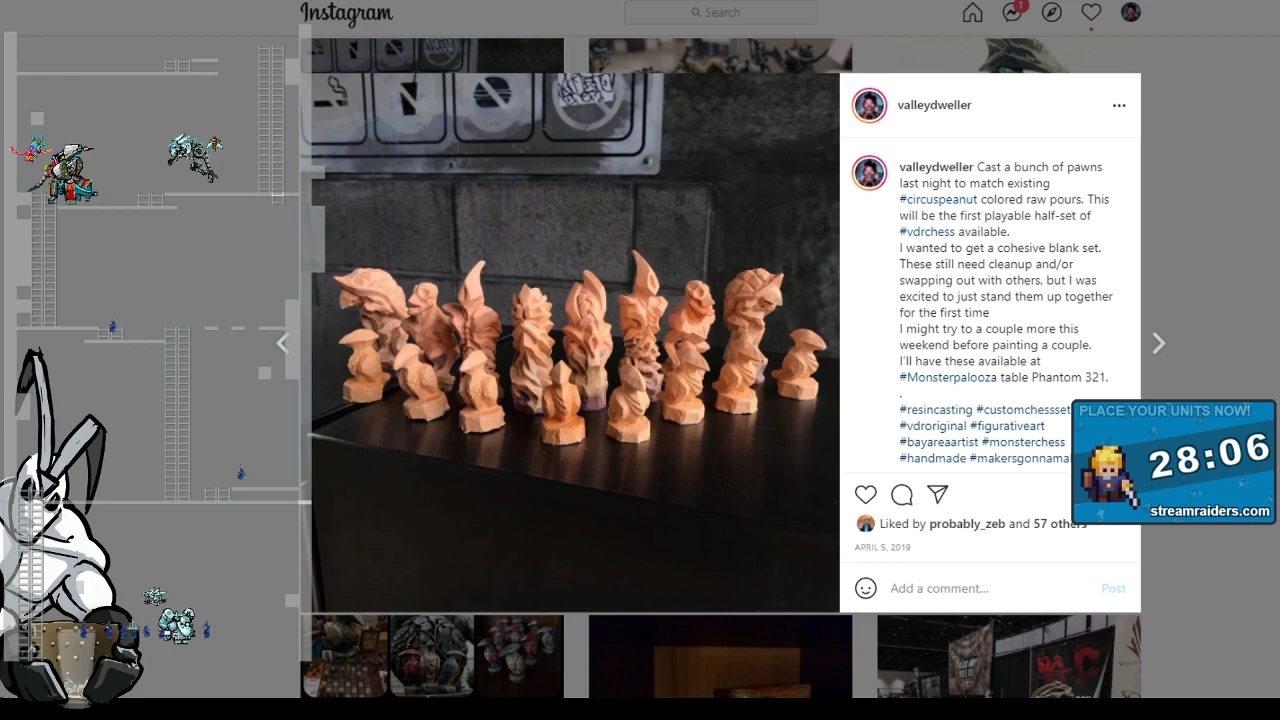 Instagram
Search
1
valleydweller
valleydweller Cast a bunch of pawns
last night to match existing
#circuspeanut colored raw pours. This
will be the first playable half-set of
#vdrchess available.
I wanted to get a cohesive blank set.
These still need cleanup and/or
swapping out with others, but I was
excited to just stand them up together
for the first time
I might try to a couple more this
weekend before painting a couple.
I'll have these available at
#Monsterpalooza table Phantom 321.
.
#resincasting #customchessset
#vdroriginal #figurativeart
#bayareaartist #monsterchess
#handmade #makersgonnama
PLACE YOUR UNITS NOW!
28:06
streamraiders.com
Liked by probably_zeb and 57 others
APRIL 5, 2019
Add a comment...
Post